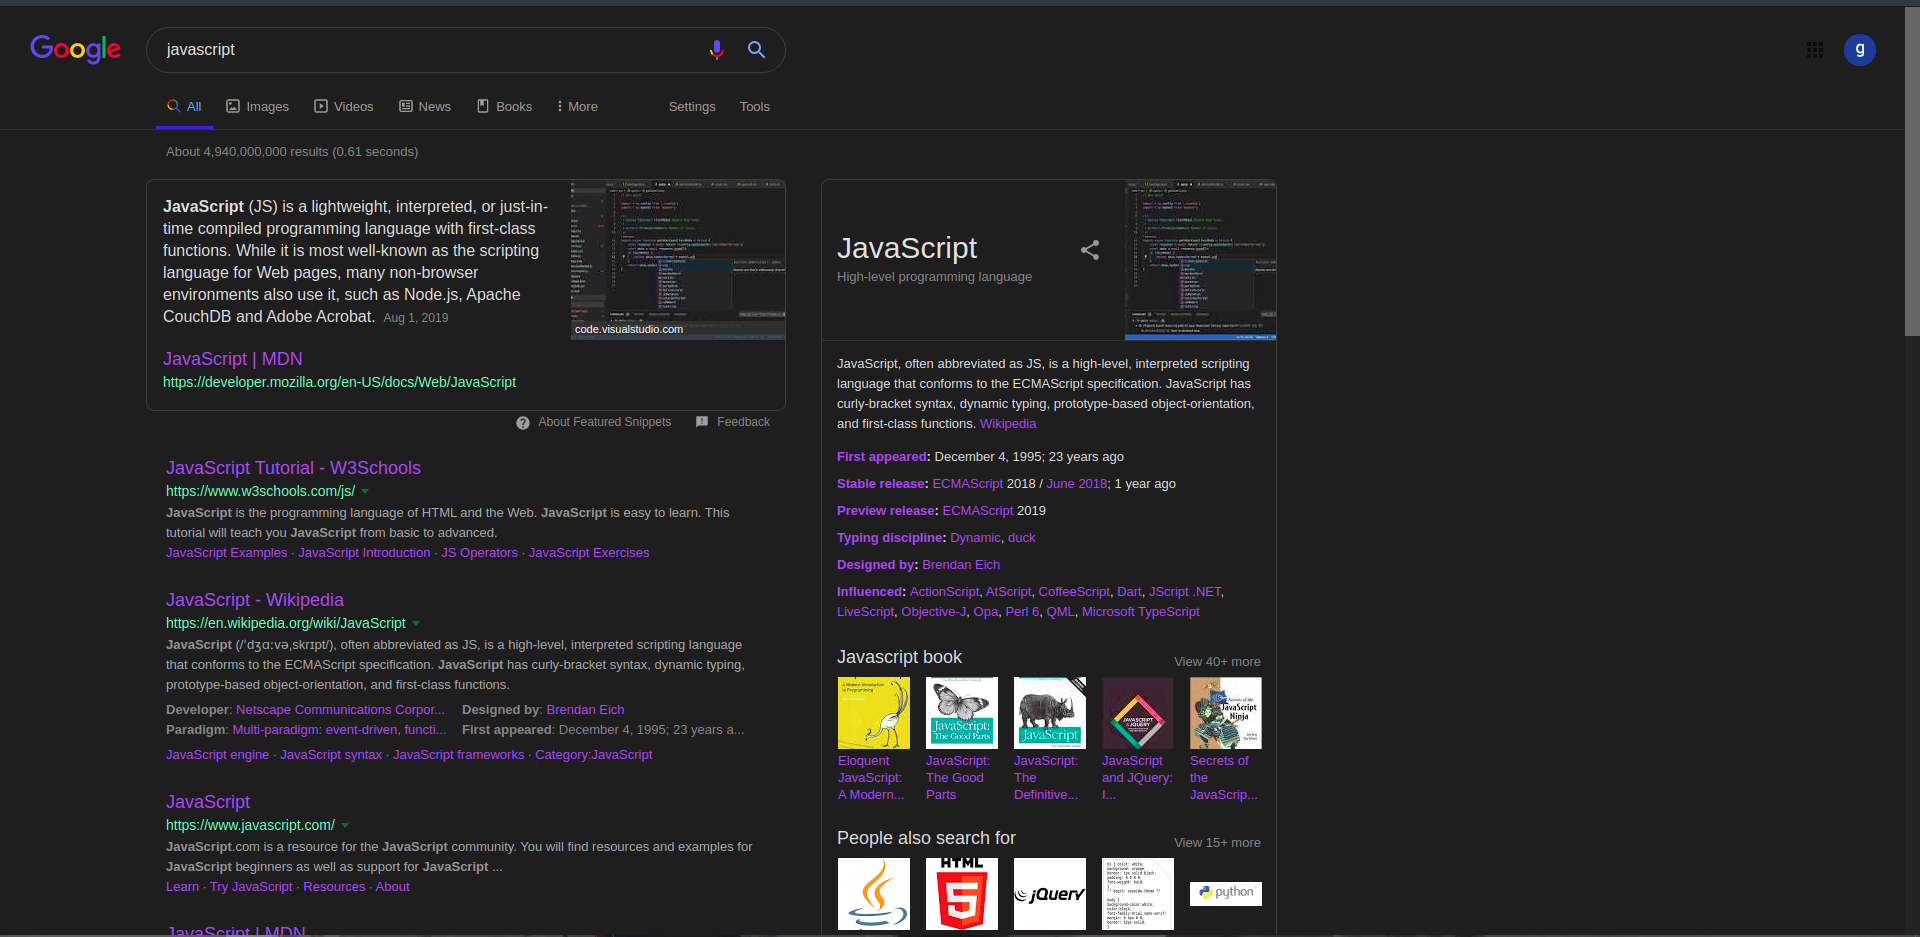 Google
javascript
g
All
Images
Videos
News
Books
More
Settings
Tools
About 4,940,000,000 results (0.61 seconds)
JavaScript (JS) is a lightweight, interpreted, or just-in-
time compiled programming language with first-class
functions. While it is most well-known as the scripting
language for Web pages, many non-browser
environments also use it, such as Node.js, Apache
CouchDB and Adobe Acrobat. Aug 1, 2019
code.visualstudio.com
JavaScript | MDN
https://developer.mozilla.org/en-US/docs/Web/JavaScript
About Featured Snippets
Feedback
JavaScript Tutorial - W3Schools
https://www.w3schools.com/js/
JavaScript is the programming language of HTML and the Web. JavaScript is easy to learn. This
tutorial will teach you JavaScript from basic to advanced.
JavaScript Examples · JavaScript Introduction · JS Operators · JavaScript Exercises
JavaScript - Wikipedia
https://en.wikipedia.org/wiki/JavaScript
JavaScript (/ˈdʒɑːvəˌskrɪpt/), often abbreviated as JS, is a high-level, interpreted scripting language
that conforms to the ECMAScript specification. JavaScript has curly-bracket syntax, dynamic typing,
prototype-based object-orientation, and first-class functions.
Developer: Netscape Communications Corpor... Designed by: Brendan Eich
Paradigm: Multi-paradigm: event-driven, functi... First appeared: December 4, 1995; 23 years a...
JavaScript engine · JavaScript syntax · JavaScript frameworks · Category:JavaScript
JavaScript
https://www.javascript.com/
JavaScript.com is a resource for the JavaScript community. You will find resources and examples for
JavaScript beginners as well as support for JavaScript ...
Learn · Try JavaScript · Resources · About
JavaScript | MDN
JavaScript
High-level programming language
JavaScript, often abbreviated as JS, is a high-level, interpreted scripting
language that conforms to the ECMAScript specification. JavaScript has
curly-bracket syntax, dynamic typing, prototype-based object-orientation,
and first-class functions. Wikipedia
First appeared: December 4, 1995; 23 years ago
Stable release: ECMAScript 2018 / June 2018; 1 year ago
Preview release: ECMAScript 2019
Typing discipline: Dynamic, duck
Designed by: Brendan Eich
Influenced: ActionScript, AtScript, CoffeeScript, Dart, JScript .NET,
LiveScript, Objective-J, Opa, Perl 6, QML, Microsoft TypeScript
Javascript book
View 40+ more
A Modern Introduction
to Programming
JavaScript:
The Good Parts
JavaScript
JAVASCRIPT
& JQUERY
Secrets of the
JavaScript
Ninja
Eloquent
JavaScript:
A Modern...
JavaScript:
The Good
Parts
JavaScript:
The
Definitive...
JavaScript
and JQuery:
I...
Secrets of
the
JavaScrip...
People also search for
View 15+ more
HTML
5
jQuery
python